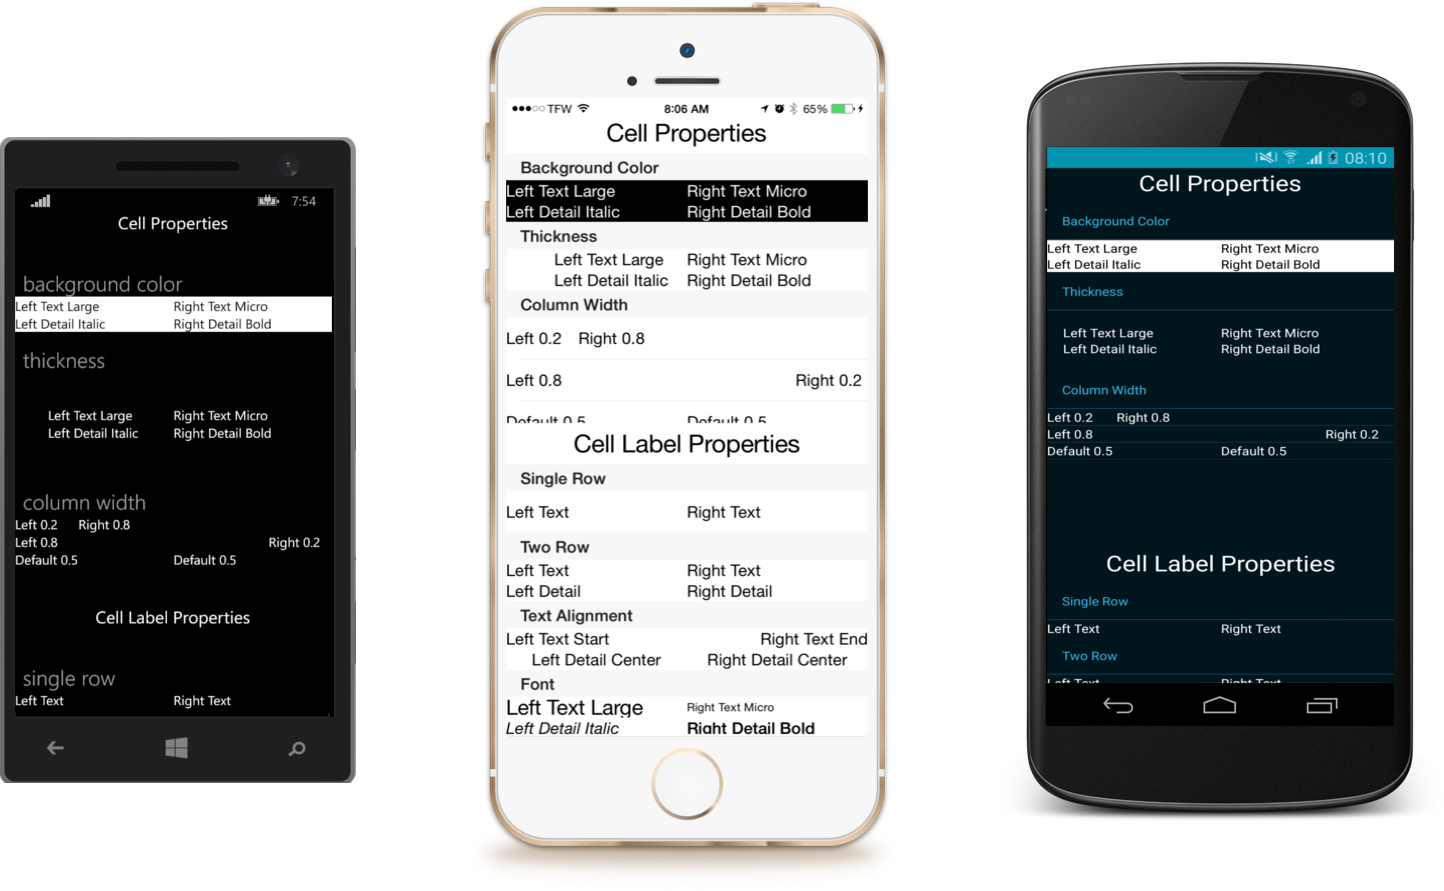 7:54
Cell Properties
background color
Left Text Large Right Text Micro
Left Detail Italic Right Detail Bold
thickness
Left Text Large Right Text Micro
Left Detail Italic Right Detail Bold
column width
Left 0.2 Right 0.8
Left 0.8 Right 0.2
Default 0.5 Default 0.5
Cell Label Properties
single row
Left Text Right Text
TFW 8:06 AM 65%
Cell Properties
Background Color
Left Text Large Right Text Micro
Left Detail Italic Right Detail Bold
Thickness
Left Text Large Right Text Micro
Left Detail Italic Right Detail Bold
Column Width
Left 0.2 Right 0.8
Left 0.8 Right 0.2
Default 0.5 Default 0.5
Cell Label Properties
Single Row
Left Text Right Text
Two Row
Left Text Right Text
Left Detail Right Detail
Text Alignment
Left Text Start Right Text End
Left Detail Center Right Detail Center
Font
Left Text Large Right Text Micro
Left Detail Italic Right Detail Bold
08:10
Cell Properties
Background Color
Left Text Large Right Text Micro
Left Detail Italic Right Detail Bold
Thickness
Left Text Large Right Text Micro
Left Detail Italic Right Detail Bold
Column Width
Left 0.2 Right 0.8
Left 0.8 Right 0.2
Default 0.5 Default 0.5
Cell Label Properties
Single Row
Left Text Right Text
Two Row
Left Text Right Text